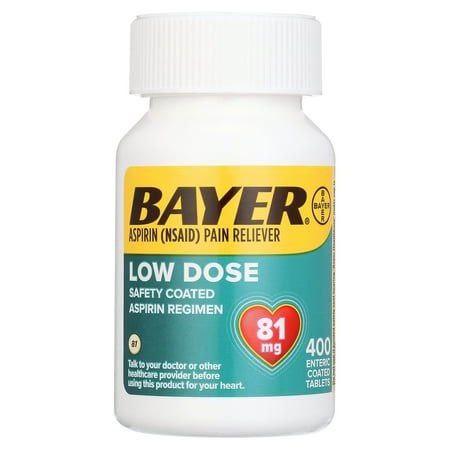 BAYER®
ASPIRIN (NSAID) PAIN RELIEVER
BAYER
BAYER
LOW DOSE
SAFETY COATED
ASPIRIN REGIMEN
81
mg
81
Talk to your doctor or other
healthcare provider before
using this product for your heart.
400
ENTERIC
COATED
TABLETS